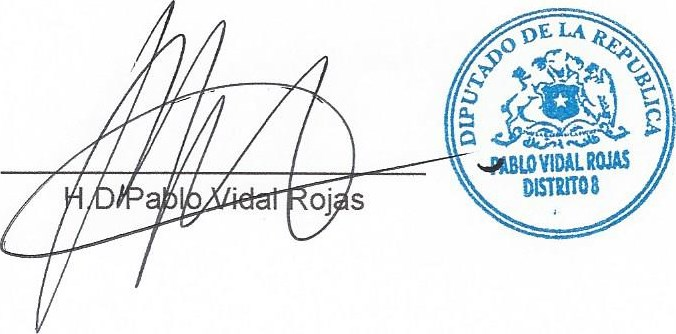 H.D. Pablo Vidal Rojas
DIPUTADO DE LA REPUBLICA
PABLO VIDAL ROJAS
DISTRITO 8